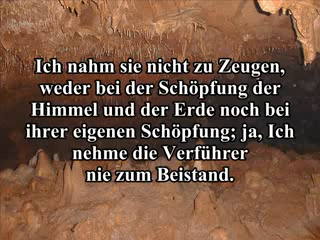 Ich nahm sie nicht zu Zeugen,
weder bei der Schöpfung der
Himmel und der Erde noch bei
ihrer eigenen Schöpfung; ja, Ich
nehme die Verführer
nie zum Beistand.